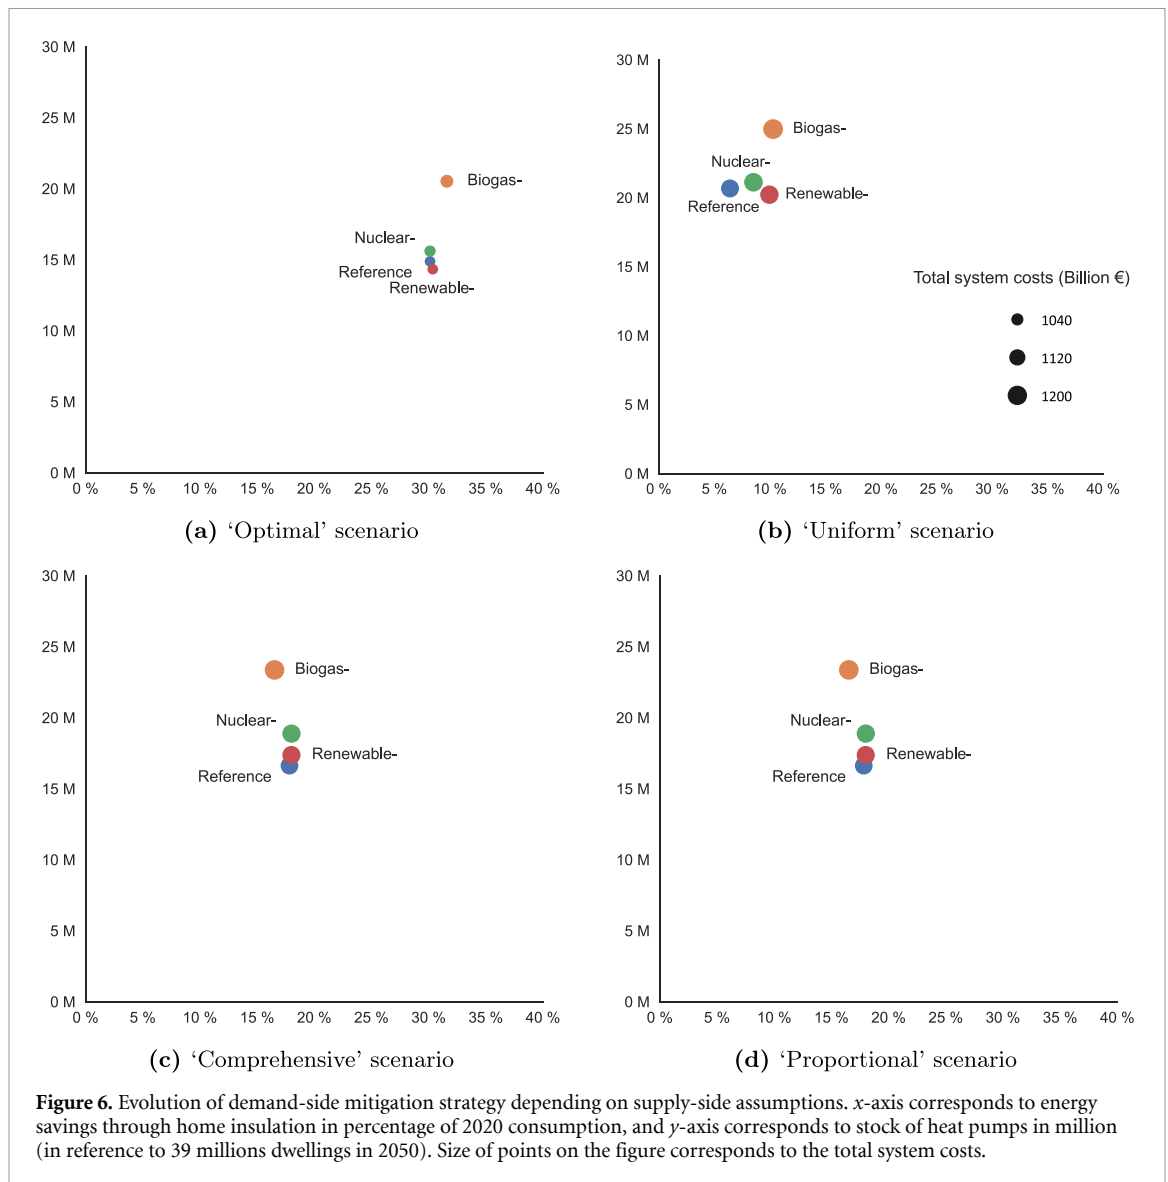 30 M
25 M
20 M
15 M
10 M
5 M
0 M
0 %
5 %
10 %
15 %
20 %
25 %
30 %
35 %
40 %
Biogas-
Nuclear-
Reference
Renewable-
(a) ‘Optimal’ scenario
30 M
25 M
20 M
15 M
10 M
5 M
0 M
0 %
5 %
10 %
15 %
20 %
25 %
30 %
35 %
40 %
Biogas-
Nuclear-
Renewable-
Reference
Total system costs (Billion €)
1040
1120
1200
(b) ‘Uniform’ scenario
30 M
25 M
20 M
15 M
10 M
5 M
0 M
0 %
5 %
10 %
15 %
20 %
25 %
30 %
35 %
40 %
Biogas-
Nuclear-
Renewable-
Reference
(c) ‘Comprehensive’ scenario
30 M
25 M
20 M
15 M
10 M
5 M
0 M
0 %
5 %
10 %
15 %
20 %
25 %
30 %
35 %
40 %
Biogas-
Nuclear-
Renewable-
Reference
(d) ‘Proportional’ scenario
Figure 6. Evolution of demand-side mitigation strategy depending on supply-side assumptions. x-axis corresponds to energy
savings through home insulation in percentage of 2020 consumption, and y-axis corresponds to stock of heat pumps in million
(in reference to 39 millions dwellings in 2050). Size of points on the figure corresponds to the total system costs.